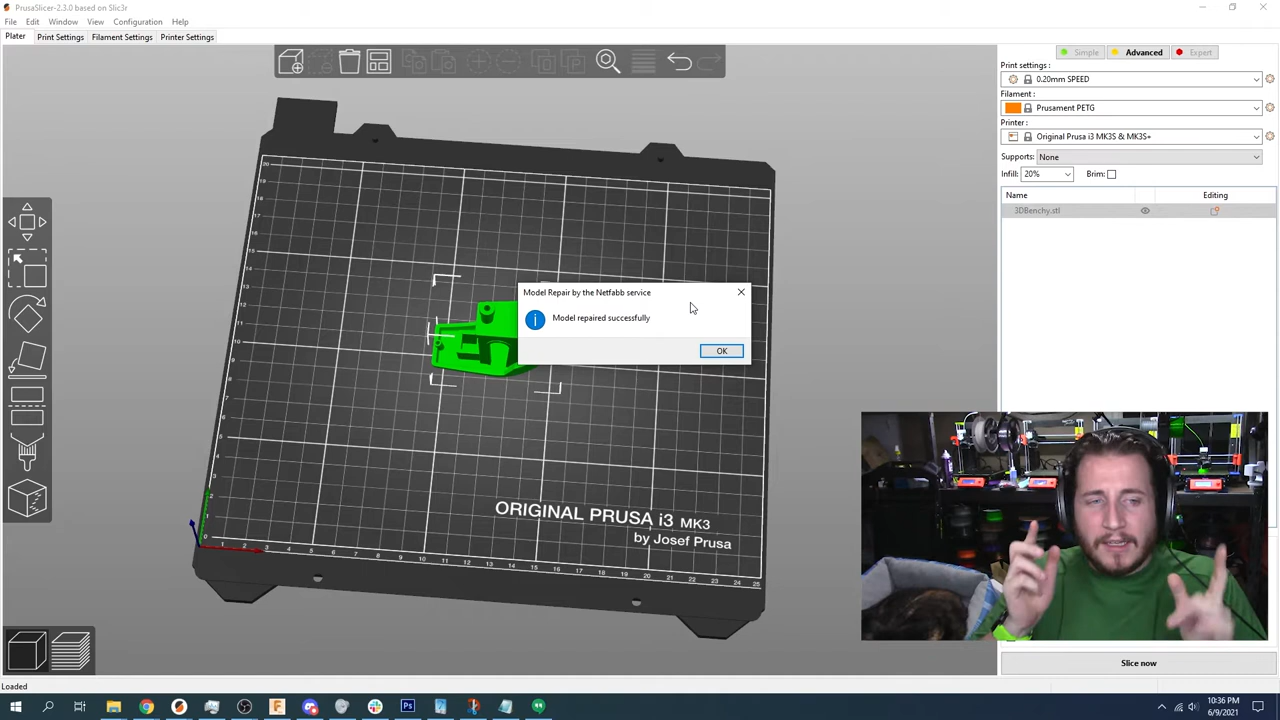 PrusaSlicer-2.3.0 based on Slic3r
File Edit Window View Configuration Help
Plater Print Settings Filament Settings Printer Settings
Simple Advanced Expert
Print settings :
0.20mm SPEED
Filament :
Prusament PETG
Printer :
Original Prusa i3 MK3S & MK3S+
Supports: None
Infill: 20% Brim:
Name Editing
3DBenchy.stl
Model Repair by the Netfabb service
Model repaired successfully
OK
ORIGINAL PRUSA i3 MK3
by Josef Prusa
Slice now
Loaded
10:36 PM
6/9/2021